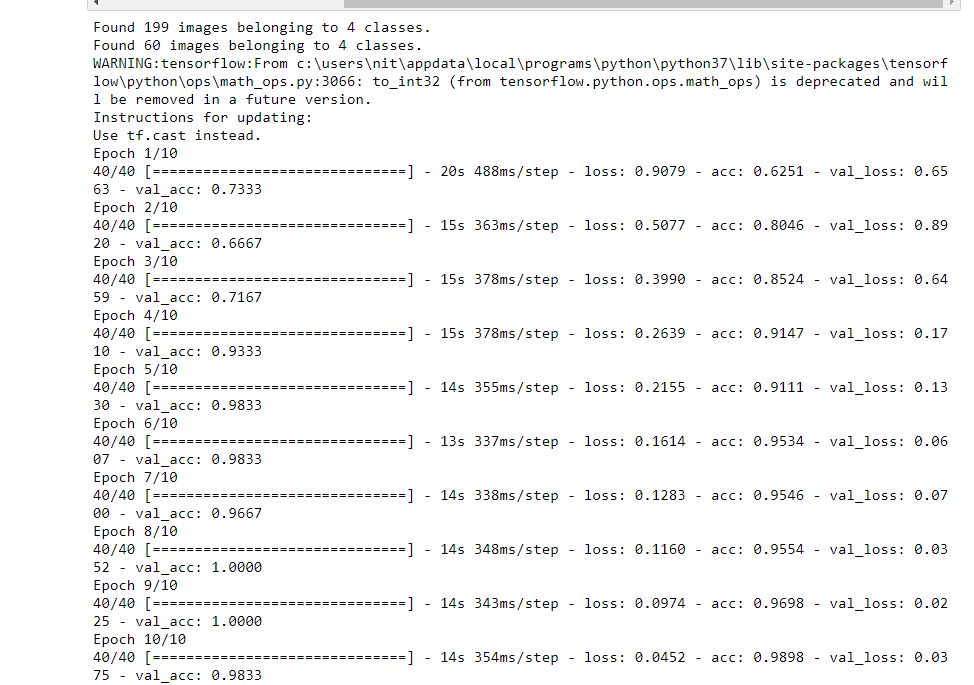 Found 199 images belonging to 4 classes.
Found 60 images belonging to 4 classes.
WARNING:tensorflow:From c:\users\nit\appdata\local\programs\python\python37\lib\site-packages\tensorf
low\python\ops\math_ops.py:3066: to_int32 (from tensorflow.python.ops.math_ops) is deprecated and wil
l be removed in a future version.
Instructions for updating:
Use tf.cast instead.
Epoch 1/10
40/40 [==============================] - 20s 488ms/step - loss: 0.9079 - acc: 0.6251 - val_loss: 0.65
63 - val_acc: 0.7333
Epoch 2/10
40/40 [==============================] - 15s 363ms/step - loss: 0.5077 - acc: 0.8046 - val_loss: 0.89
20 - val_acc: 0.6667
Epoch 3/10
40/40 [==============================] - 15s 378ms/step - loss: 0.3990 - acc: 0.8524 - val_loss: 0.64
59 - val_acc: 0.7167
Epoch 4/10
40/40 [==============================] - 15s 378ms/step - loss: 0.2639 - acc: 0.9147 - val_loss: 0.17
10 - val_acc: 0.9333
Epoch 5/10
40/40 [==============================] - 14s 355ms/step - loss: 0.2155 - acc: 0.9111 - val_loss: 0.13
30 - val_acc: 0.9833
Epoch 6/10
40/40 [==============================] - 13s 337ms/step - loss: 0.1614 - acc: 0.9534 - val_loss: 0.06
07 - val_acc: 0.9833
Epoch 7/10
40/40 [==============================] - 14s 338ms/step - loss: 0.1283 - acc: 0.9546 - val_loss: 0.07
00 - val_acc: 0.9667
Epoch 8/10
40/40 [==============================] - 14s 348ms/step - loss: 0.1160 - acc: 0.9554 - val_loss: 0.03
52 - val_acc: 1.0000
Epoch 9/10
40/40 [==============================] - 14s 343ms/step - loss: 0.0974 - acc: 0.9698 - val_loss: 0.02
25 - val_acc: 1.0000
Epoch 10/10
40/40 [==============================] - 14s 354ms/step - loss: 0.0452 - acc: 0.9898 - val_loss: 0.03
75 - val_acc: 0.9833